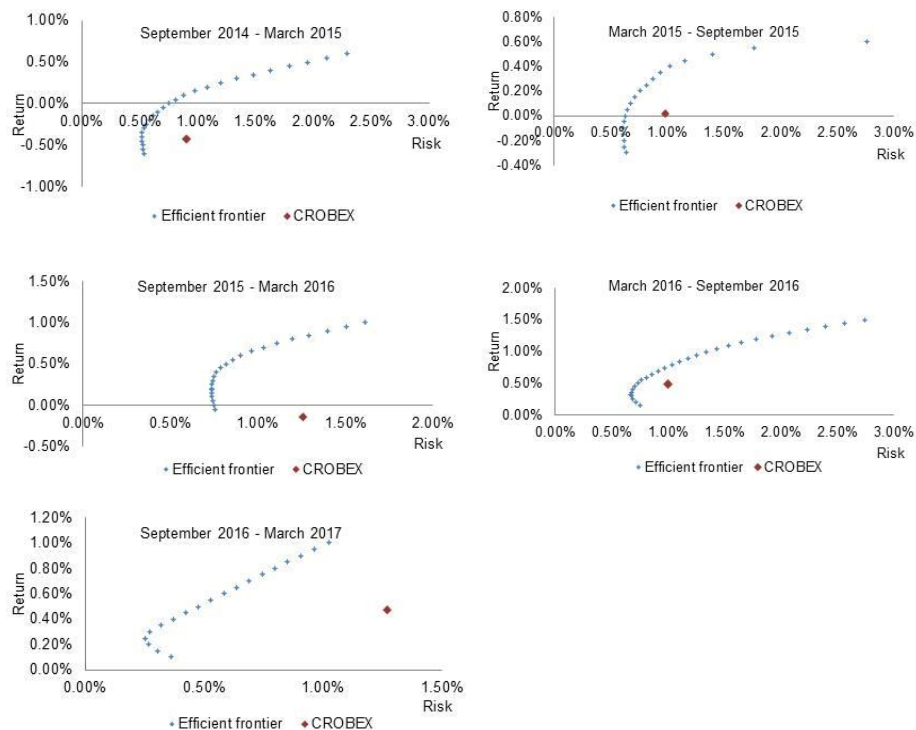 September 2014 - March 2015
1.00%
0.50%
0.00%
-0.50%
-1.00%
Return
0.00% 0.50% 1.00% 1.50% 2.00% 2.50% 3.00%
Risk
Efficient frontier CROBEX
March 2015 - September 2015
0.80%
0.60%
0.40%
0.20%
0.00%
-0.20%
-0.40%
Return
0.00% 0.50% 1.00% 1.50% 2.00% 2.50% 3.00%
Risk
Efficient frontier CROBEX
September 2015 - March 2016
1.50%
1.00%
0.50%
0.00%
-0.50%
Return
0.00% 0.50% 1.00% 1.50% 2.00%
Risk
Efficient frontier CROBEX
March 2016 - September 2016
2.00%
1.50%
1.00%
0.50%
0.00%
Return
0.00% 0.50% 1.00% 1.50% 2.00% 2.50% 3.00%
Risk
Efficient frontier CROBEX
September 2016 - March 2017
1.20%
1.00%
0.80%
0.60%
0.40%
0.20%
0.00%
Return
0.00% 0.50% 1.00% 1.50%
Risk
Efficient frontier CROBEX